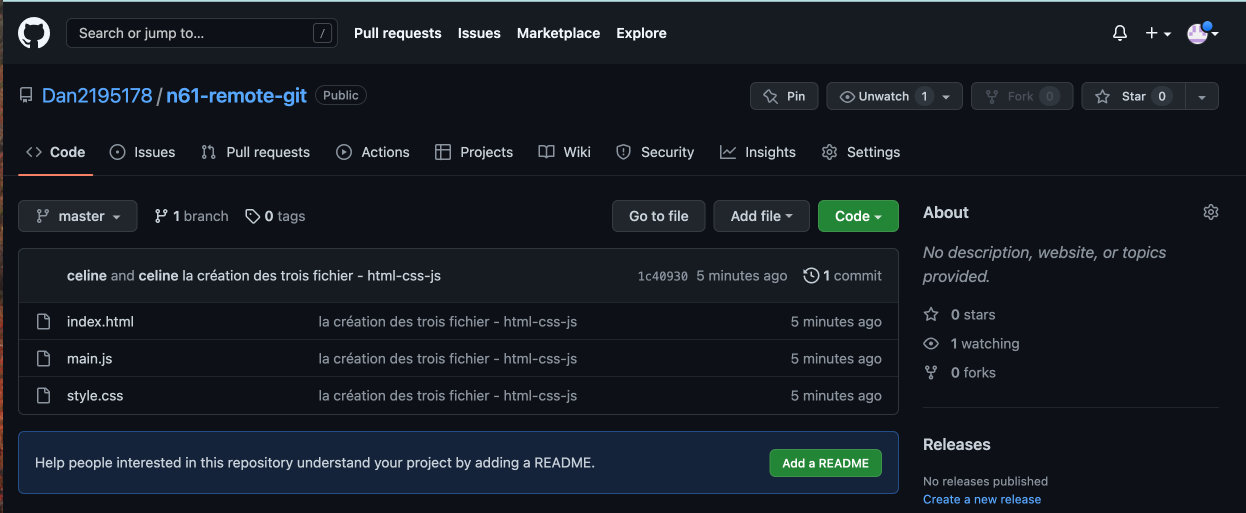 Search or jump to... /
Pull requests Issues Marketplace Explore
Dan2195178 / n61-remote-git Public
Pin Unwatch 1 Fork 0 Star 0
Code Issues Pull requests Actions Projects Wiki Security Insights Settings
master 1 branch 0 tags Go to file Add file Code
celine and celine la création des trois fichier - html-css-js 1c40930 5 minutes ago 1 commit
index.html la création des trois fichier - html-css-js 5 minutes ago
main.js la création des trois fichier - html-css-js 5 minutes ago
style.css la création des trois fichier - html-css-js 5 minutes ago
Help people interested in this repository understand your project by adding a README. Add a README
About
No description, website, or topics
provided.
0 stars
1 watching
0 forks
Releases
No releases published
Create a new release